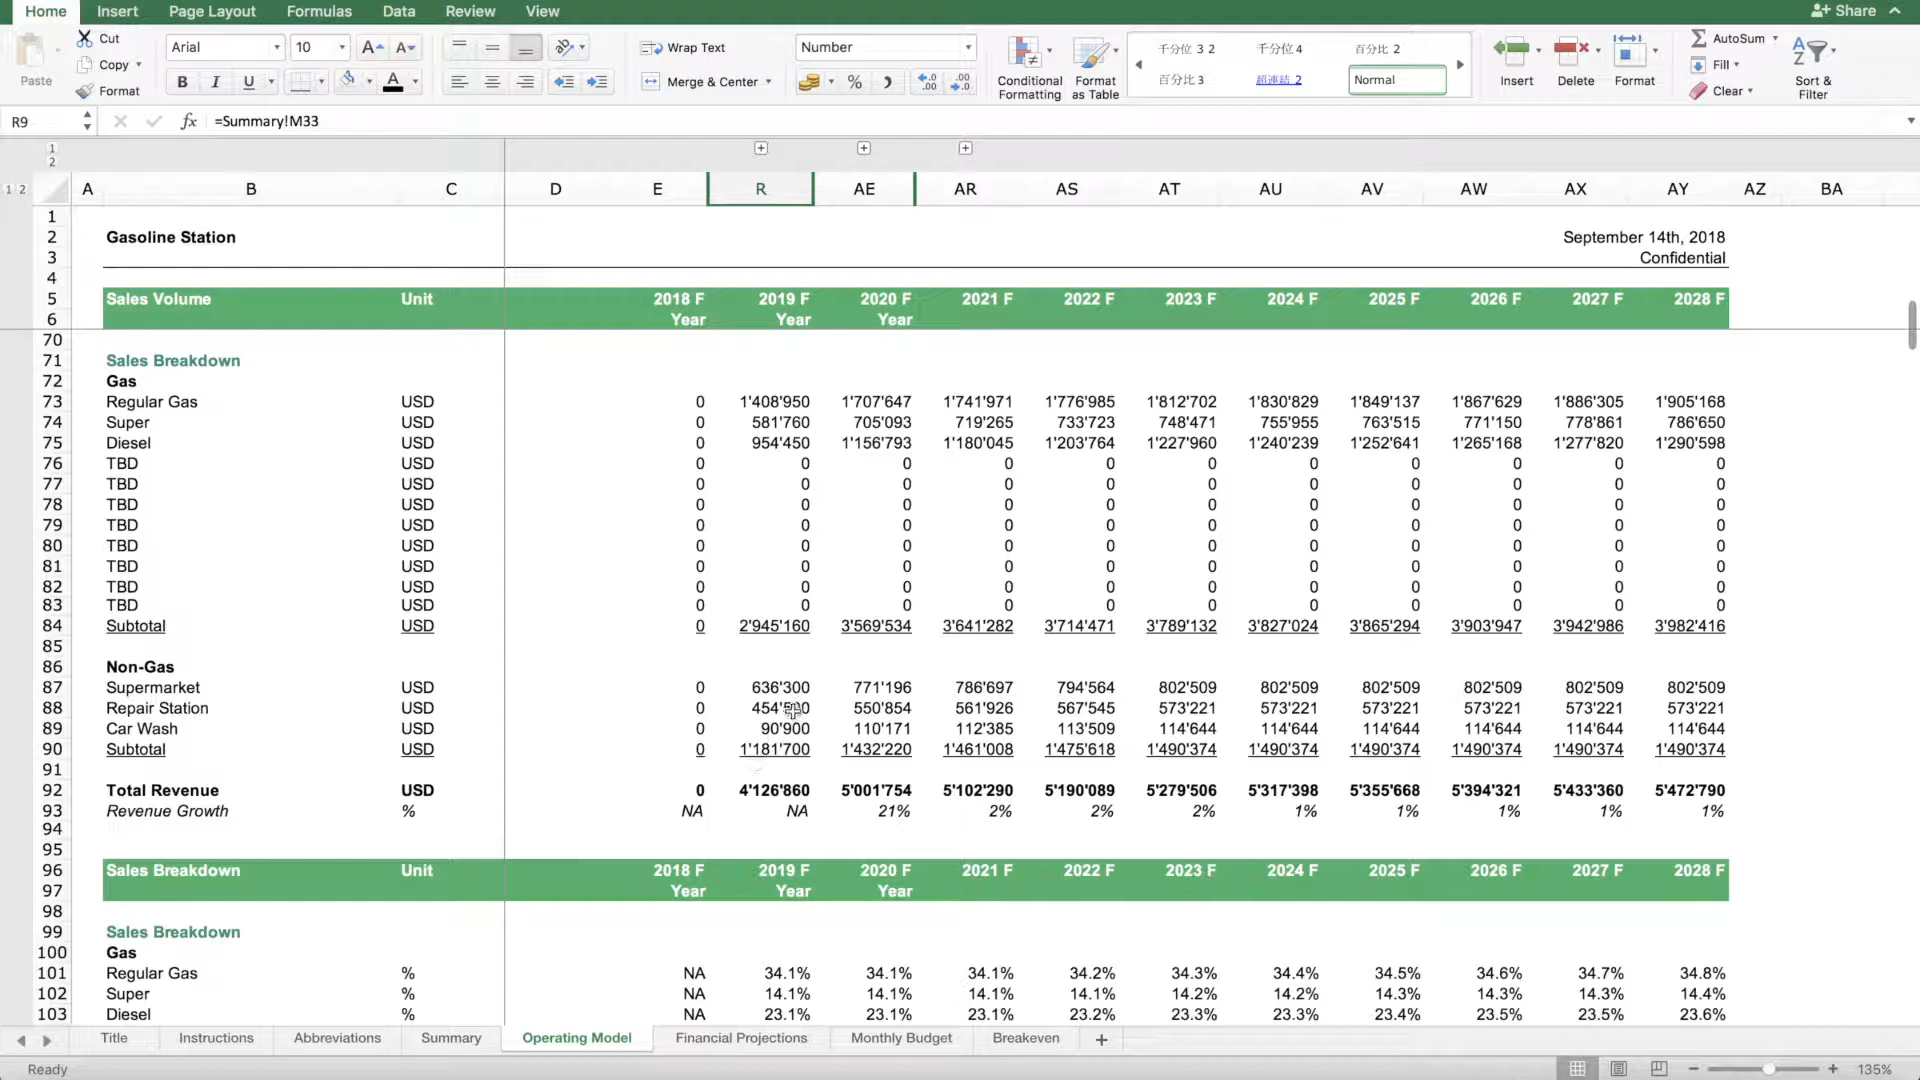 Home Insert Page Layout Formulas Data Review View Share
Cut
Copy
Format
Paste
Arial 10 A A
B I U A
Wrap Text
Merge & Center
Number
% .0 .00 .00 .0
Conditional Formatting
Format as Table
千分位 3 2 千分位 4 百分比 2
百分比 3 超連結 2 Normal
Insert Delete Format
AutoSum
Fill
Clear
Sort & Filter
R9 fx =Summary!M33
1
2
1 2 A B C D E R AE AR AS AT AU AV AW AX AY AZ BA
1
2 Gasoline Station September 14th, 2018
3 Confidential
4
5 Sales Volume Unit 2018 F 2019 F 2020 F 2021 F 2022 F 2023 F 2024 F 2025 F 2026 F 2027 F 2028 F
6 Year Year Year
70
71 Sales Breakdown
72 Gas
73 Regular Gas USD 0 1'408'950 1'707'647 1'741'971 1'776'985 1'812'702 1'830'829 1'849'137 1'867'629 1'886'305 1'905'168
74 Super USD 0 581'760 705'093 719'265 733'723 748'471 755'955 763'515 771'150 778'861 786'650
75 Diesel USD 0 954'450 1'156'793 1'180'045 1'203'764 1'227'960 1'240'239 1'252'641 1'265'168 1'277'820 1'290'598
76 TBD USD 0 0 0 0 0 0 0 0 0 0 0
77 TBD USD 0 0 0 0 0 0 0 0 0 0 0
78 TBD USD 0 0 0 0 0 0 0 0 0 0 0
79 TBD USD 0 0 0 0 0 0 0 0 0 0 0
80 TBD USD 0 0 0 0 0 0 0 0 0 0 0
81 TBD USD 0 0 0 0 0 0 0 0 0 0 0
82 TBD USD 0 0 0 0 0 0 0 0 0 0 0
83 TBD USD 0 0 0 0 0 0 0 0 0 0 0
84 Subtotal USD 0 2'945'160 3'569'534 3'641'282 3'714'471 3'789'132 3'827'024 3'865'294 3'903'947 3'942'986 3'982'416
85
86 Non-Gas
87 Supermarket USD 0 636'300 771'196 786'697 794'564 802'509 802'509 802'509 802'509 802'509 802'509
88 Repair Station USD 0 550'854 561'926 567'545 573'221 573'221 573'221 573'221 573'221 573'221
89 Car Wash USD 0 90'900 110'171 112'385 113'509 114'644 114'644 114'644 114'644 114'644 114'644
90 Subtotal USD 0 1'181'700 1'432'220 1'461'008 1'475'618 1'490'374 1'490'374 1'490'374 1'490'374 1'490'374 1'490'374
91
92 Total Revenue USD 0 4'126'860 5'001'754 5'102'290 5'190'089 5'279'506 5'317'398 5'355'668 5'394'321 5'433'360 5'472'790
93 Revenue Growth % NA NA 21% 2% 2% 2% 1% 1% 1% 1% 1%
94
95
96 Sales Breakdown Unit 2018 F 2019 F 2020 F 2021 F 2022 F 2023 F 2024 F 2025 F 2026 F 2027 F 2028 F
97 Year Year Year
98
99 Sales Breakdown
100 Gas
101 Regular Gas % NA 34.1% 34.1% 34.1% 34.2% 34.3% 34.4% 34.5% 34.6% 34.7% 34.8%
102 Super % NA 14.1% 14.1% 14.1% 14.1% 14.2% 14.2% 14.3% 14.3% 14.3% 14.4%
103 Diesel % NA 23.1% 23.1% 23.1% 23.2% 23.3% 23.3% 23.4% 23.5% 23.5% 23.6%
Title Instructions Abbreviations Summary Operating Model Financial Projections Monthly Budget Breakeven
Ready 135%